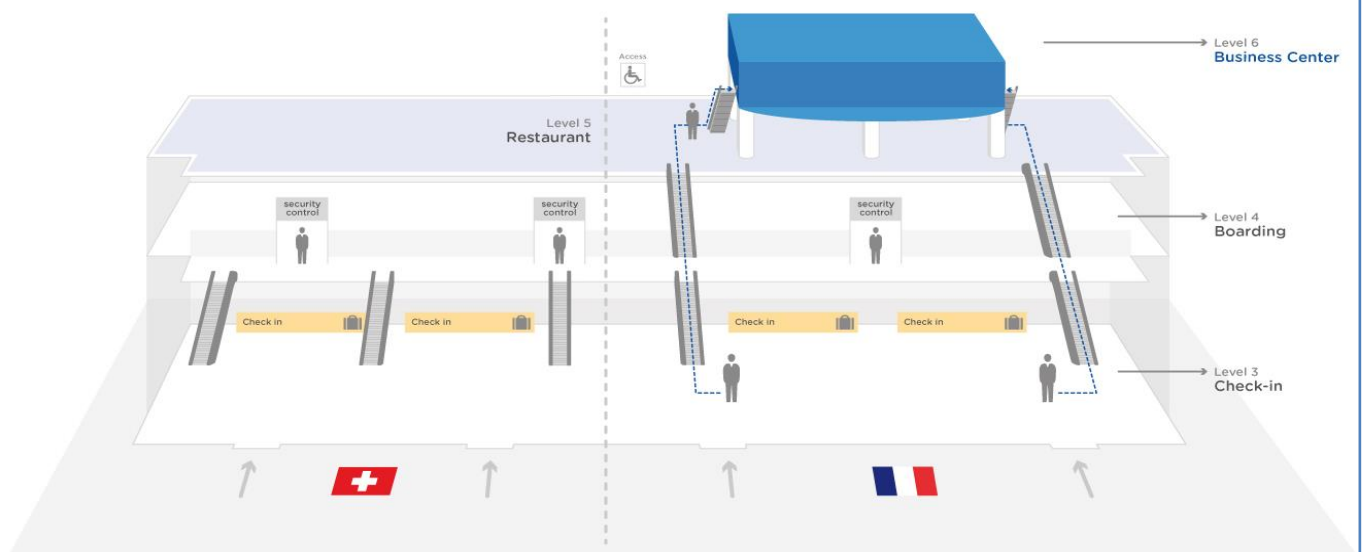 Level 6
Business Center
Access
Level 5
Restaurant
security
control
security
control
security
control
Level 4
Boarding
Check in
Check in
Check in
Check in
Level 3
Check-in